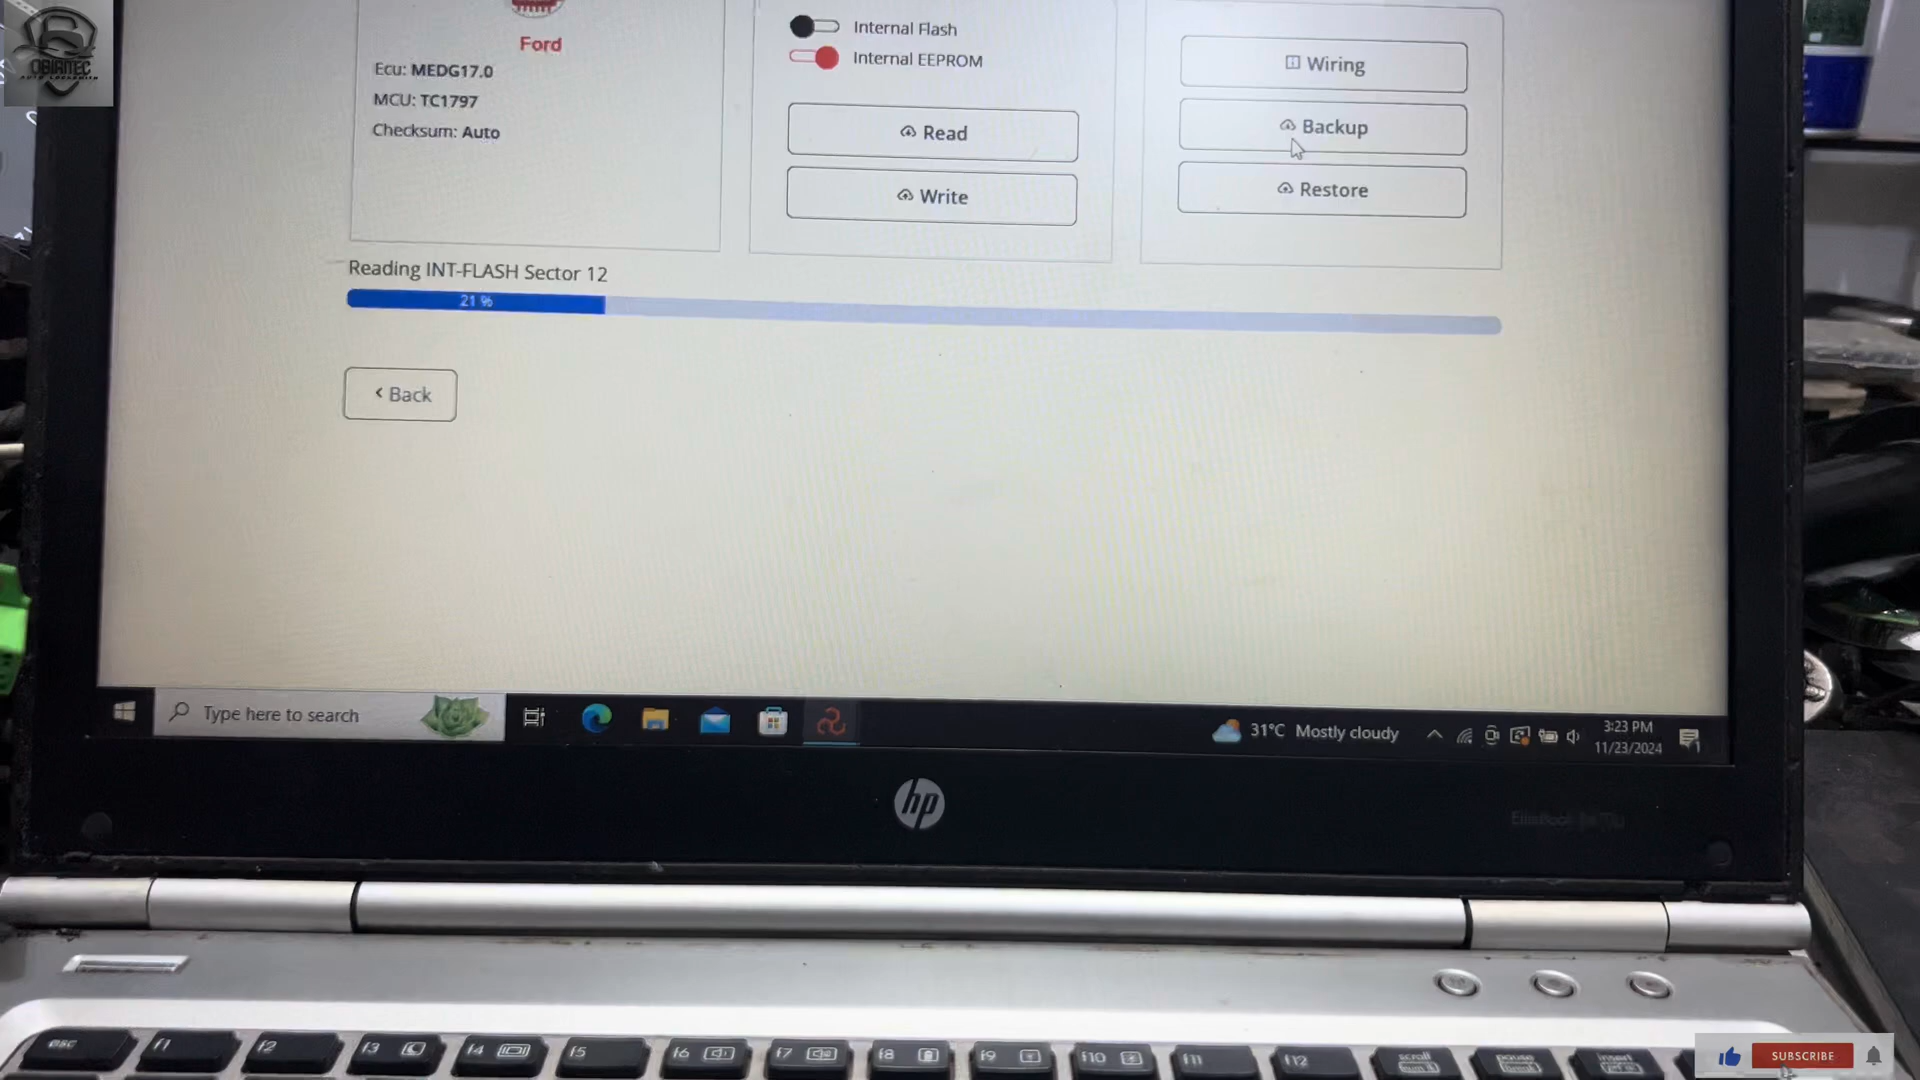 OBIRITEC
Ford
Ecu: MEDG17.0
MCU: TC1797
Checksum: Auto
Internal Flash
Internal EEPROM
Read
Write
Wiring
Backup
Restore
Reading INT-FLASH Sector 12
21 %
Back
Type here to search
31°C Mostly cloudy
3:23 PM
11/23/2024
hp
EliteBook
esc f1 f2 f3 f4 f5 f6 f7 f8 f9 f10 f11 f12
SUBSCRIBE